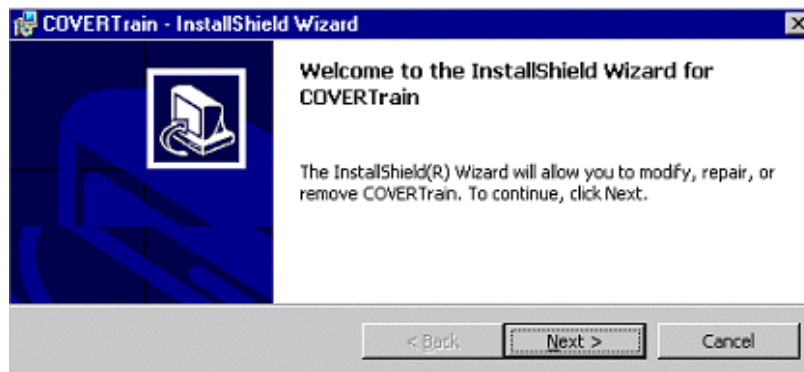 COVERTrain - InstallShield Wizard
Welcome to the InstallShield Wizard for
COVERTrain
The InstallShield(R) Wizard will allow you to modify, repair, or
remove COVERTrain. To continue, click Next.
< Back
Next >
Cancel